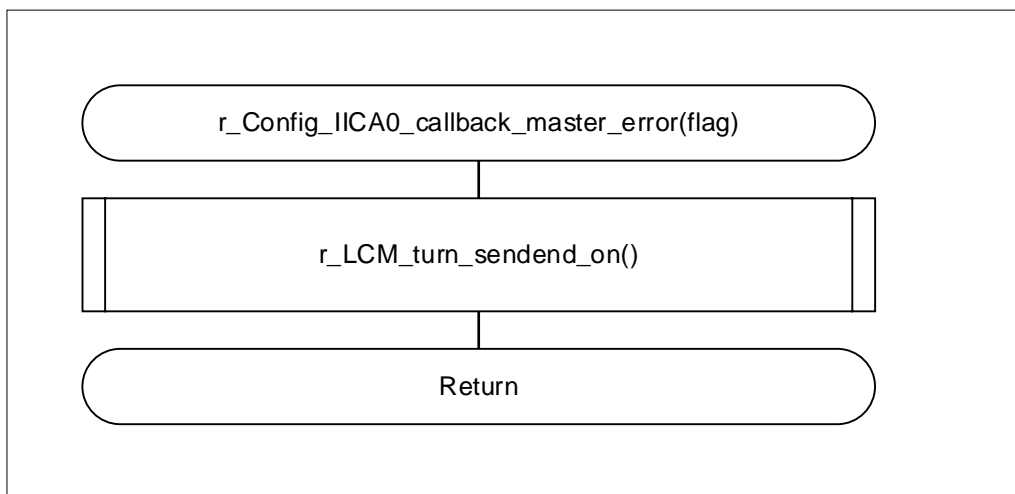 r_Config_IICA0_callback_master_error(flag)
r_LCM_turn_sendend_on()
Return